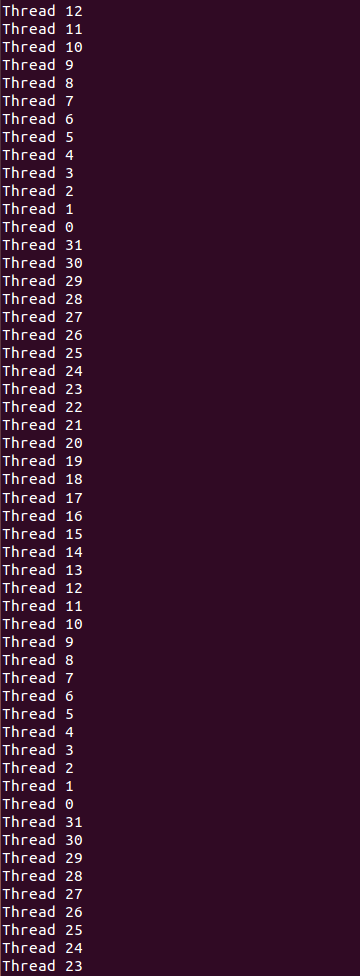 Thread 12
Thread 11
Thread 10
Thread 9
Thread 8
Thread 7
Thread 6
Thread 5
Thread 4
Thread 3
Thread 2
Thread 1
Thread 0
Thread 31
Thread 30
Thread 29
Thread 28
Thread 27
Thread 26
Thread 25
Thread 24
Thread 23
Thread 22
Thread 21
Thread 20
Thread 19
Thread 18
Thread 17
Thread 16
Thread 15
Thread 14
Thread 13
Thread 12
Thread 11
Thread 10
Thread 9
Thread 8
Thread 7
Thread 6
Thread 5
Thread 4
Thread 3
Thread 2
Thread 1
Thread 0
Thread 31
Thread 30
Thread 29
Thread 28
Thread 27
Thread 26
Thread 25
Thread 24
Thread 23